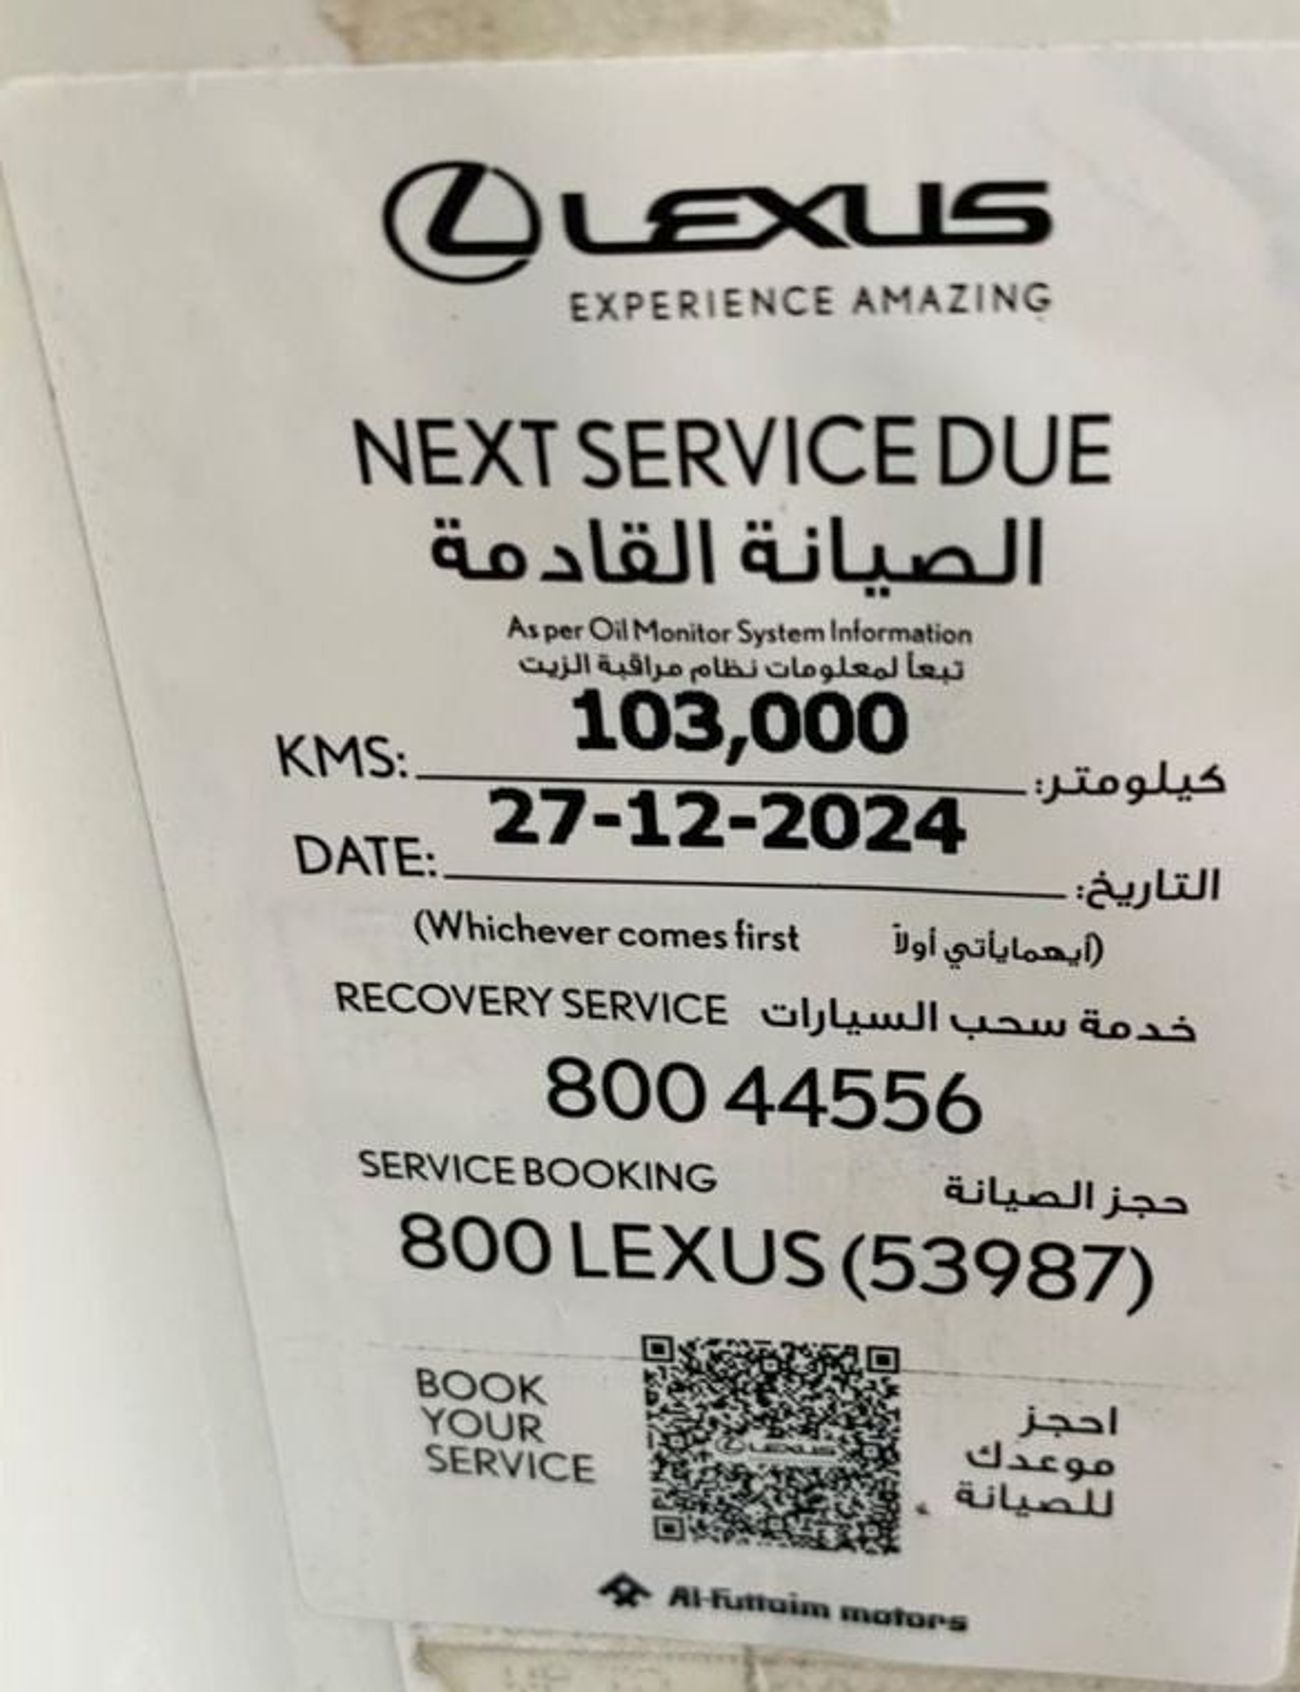 LEXUS
EXPERIENCE AMAZING
NEXT SERVICE DUE
الصيانة القادمة
As per Oil Monitor System Information
تبعاً لمعلومات نظام مراقبة الزيت
KMS: 103,000 كيلومتر:
DATE: 27-12-2024 التاريخ:
(Whichever comes first (أيهمايأتي أولاً
RECOVERY SERVICE خدمة سحب السيارات
800 44556
SERVICE BOOKING حجز الصيانة
800 LEXUS (53987)
BOOK احجز
YOUR موعدك
SERVICE للصيانة
LEXUS
Al-Futtaim motors